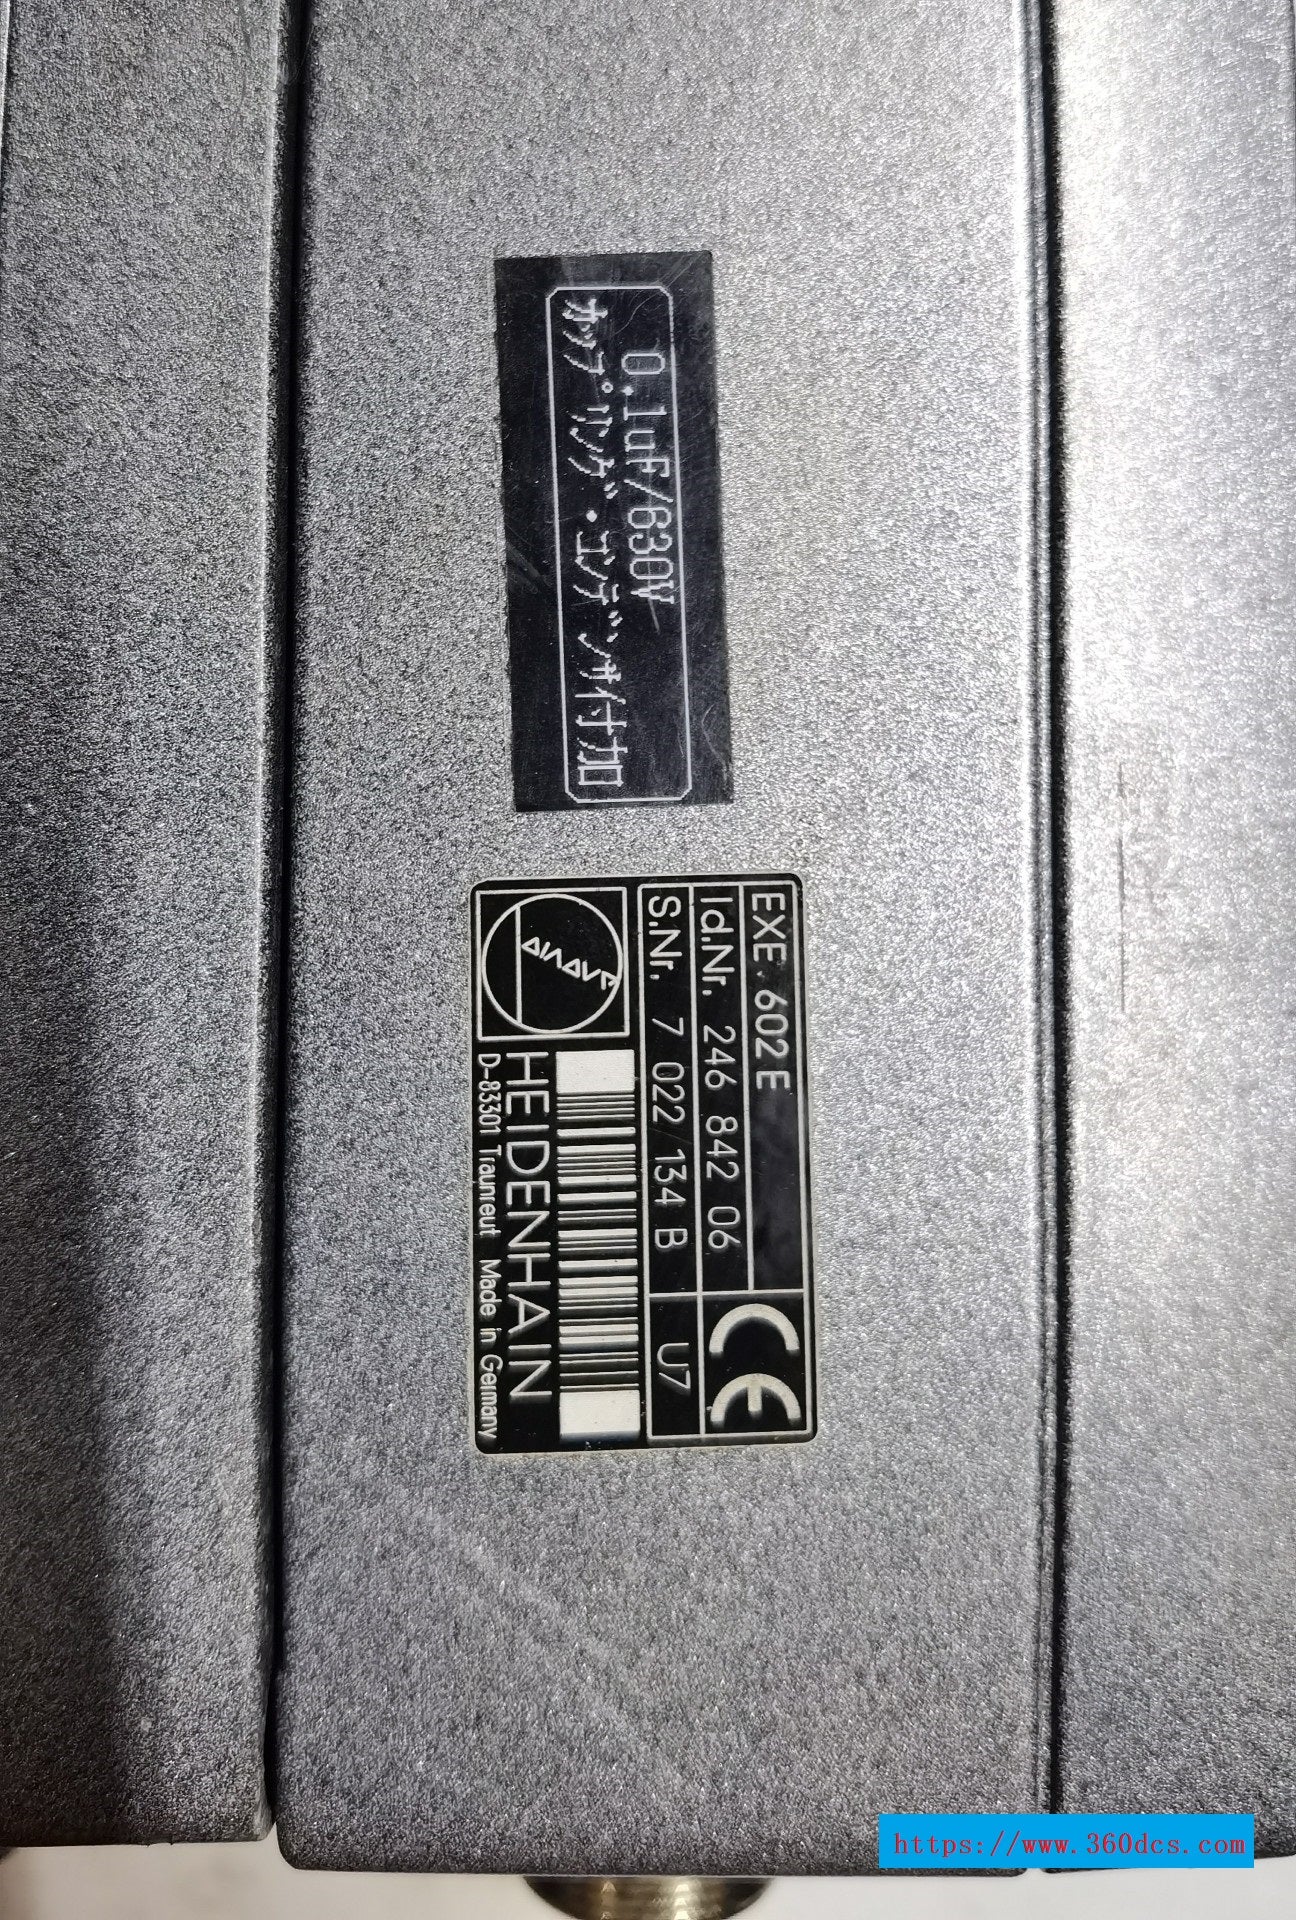 0.1uF/630V
カップリング・コンデンサ付加
EXE 602 E
Id.Nr. 246 842 06
S.Nr. 7 022 134 B
U7
CE
HEIDENHAIN
D-83301 Traunreut Made in Germany
https://www.360dcs.com